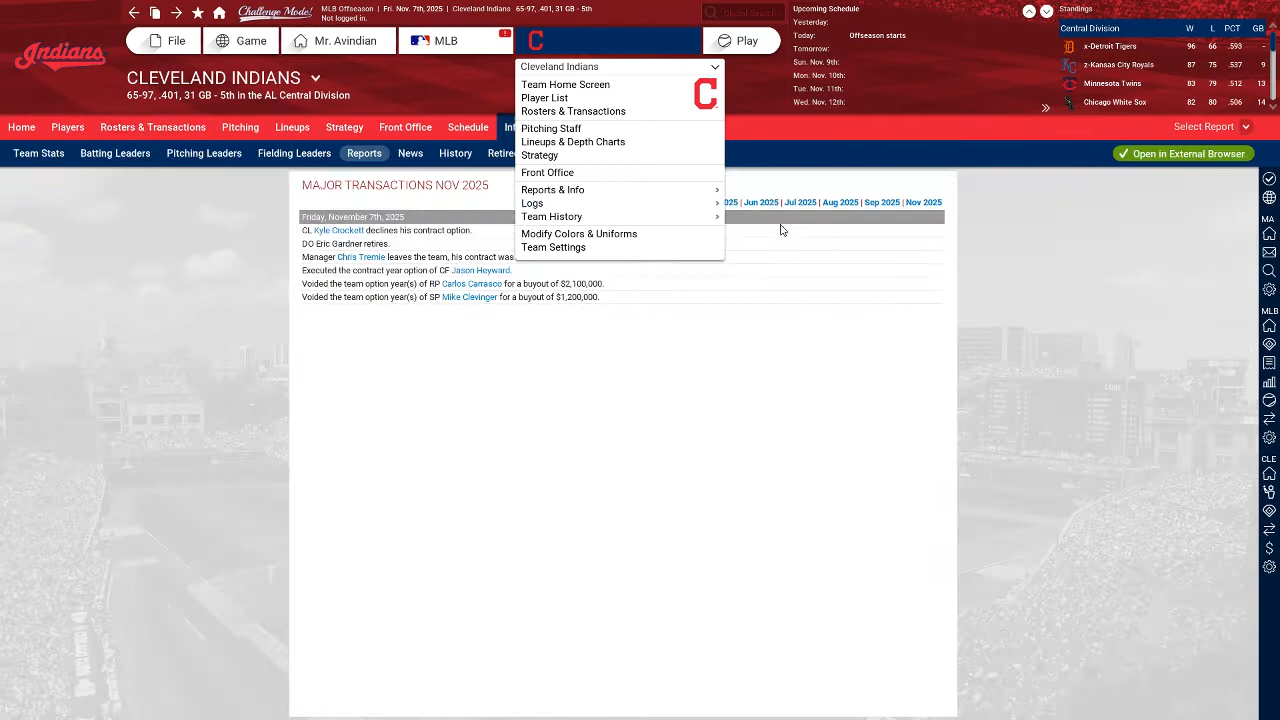 Challenge Mode!
MLB Offseason | Fri. Nov. 7th, 2025 | Cleveland Indians 65-97, .401, 31 GB - 5th
Not logged in.
Global Search...
File
Game
Mr. Avindian
MLB
!
C
Play
Upcoming Schedule
Yesterday:
Today: Offseason starts
Tomorrow:
Sun. Nov. 9th:
Mon. Nov. 10th:
Tue. Nov. 11th:
Wed. Nov. 12th:
Standings
Central Division W L PCT GB
x-Detroit Tigers 96 66 .593 -
z-Kansas City Royals 87 75 .537 9
Minnesota Twins 83 79 .512 13
Chicago White Sox 82 80 .506 14
Indians
CLEVELAND INDIANS
65-97, .401, 31 GB - 5th in the AL Central Division
Home Players Rosters & Transactions Pitching Lineups Strategy Front Office Schedule Inf
Select Report
Team Stats Batting Leaders Pitching Leaders Fielding Leaders Reports News History Retire
Open in External Browser
Cleveland Indians
Team Home Screen
Player List
Rosters & Transactions
Pitching Staff
Lineups & Depth Charts
Strategy
Front Office
Reports & Info
Logs
Team History
Modify Colors & Uniforms
Team Settings
C
MAJOR TRANSACTIONS NOV 2025
025 | Jun 2025 | Jul 2025 | Aug 2025 | Sep 2025 | Nov 2025
Friday, November 7th, 2025
CL Kyle Crockett declines his contract option.
DO Eric Gardner retires.
Manager Chris Tremie leaves the team, his contract was
Executed the contract year option of CF Jason Heyward.
Voided the team option year(s) of RP Carlos Carrasco for a buyout of $2,100,000.
Voided the team option year(s) of SP Mike Clevinger for a buyout of $1,200,000.
MA
MLB
CLE